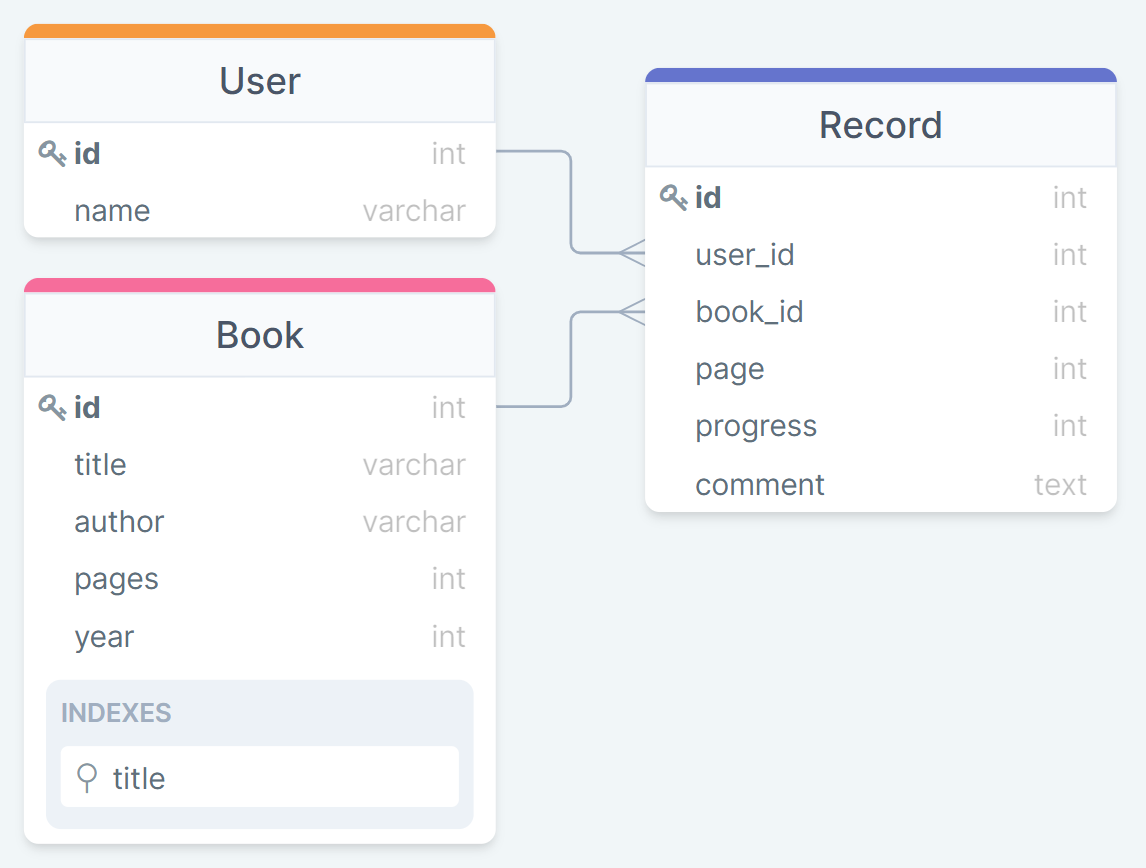 User
id int
name varchar
Book
id int
title varchar
author varchar
pages int
year int
INDEXES
title
Record
id int
user_id int
book_id int
page int
progress int
comment text